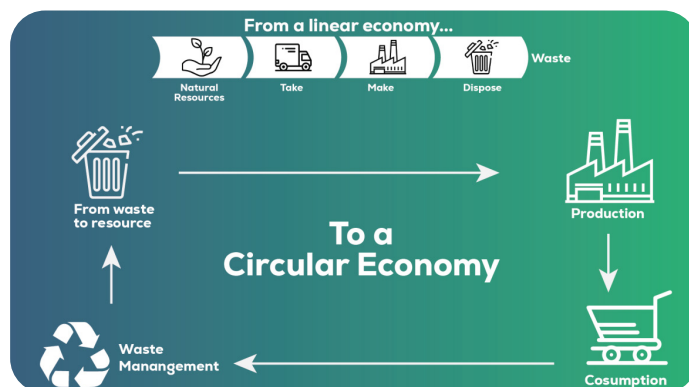 From a linear economy...
Natural
Resources
Take
Make
Dispose
Waste
From waste
to resource
Production
To a
Circular Economy
Waste
Manangement
Cosumption